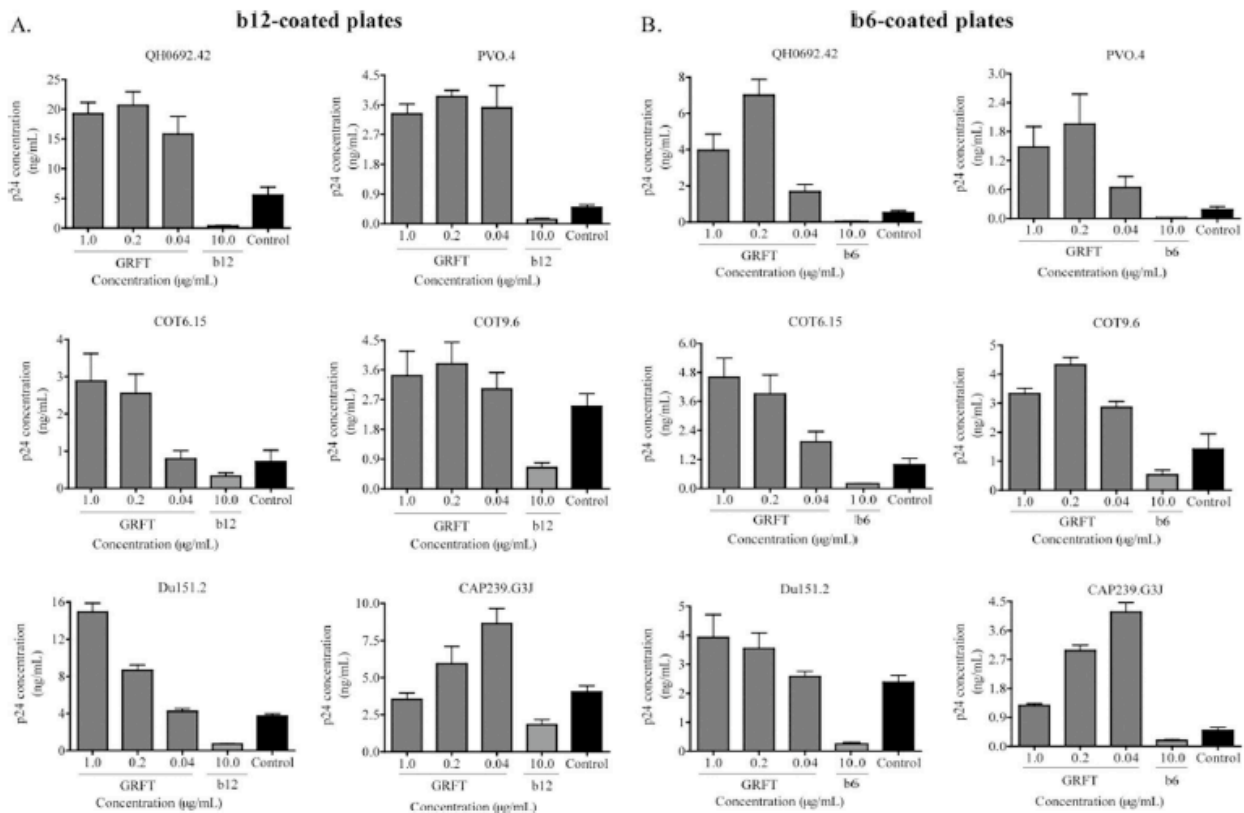 A.
b12-coated plates
QH0692.42
p24 concentration
(ng/mL)
25
20
15
10
5
0
1.0 0.2 0.04 10.0 Control
GRFT b12
Concentration (µg/mL)
PVO.4
p24 concentration
(ng/mL)
4.5
3.6
2.7
1.8
0.9
0.0
1.0 0.2 0.04 10.0 Control
GRFT b12
Concentration (µg/mL)
COT6.15
p24 concentration
(ng/mL)
4
3
2
1
0
1.0 0.2 0.04 10.0 Control
GRFT b12
Concentration (µg/mL)
COT9.6
p24 concentration
(ng/mL)
4.5
3.6
2.7
1.8
0.9
0.0
1.0 0.2 0.04 10.0 Control
GRFT b12
Concentration (µg/mL)
Du151.2
p24 concentration
(ng/mL)
16
12
8
4
0
1.0 0.2 0.04 10.0 Control
GRFT b12
Concentration (µg/mL)
CAP239.G3J
p24 concentration
(ng/mL)
10.0
7.5
5.0
2.5
0.0
1.0 0.2 0.04 10.0 Control
GRFT b12
Concentration (µg/mL)
B.
b6-coated plates
QH0692.42
p24 concentration
(ng/mL)
8
6
4
2
0
1.0 0.2 0.04 10.0 Control
GRFT b6
Concentration (µg/mL)
PVO.4
p24 concentration
(ng/mL)
3.0
2.4
1.8
1.2
0.6
0.0
1.0 0.2 0.04 10.0 Control
GRFT b6
Concentration (µg/mL)
COT6.15
p24 concentration
(ng/mL)
6.0
4.8
3.6
2.4
1.2
0.0
1.0 0.2 0.04 10.0 Control
GRFT b6
Concentration (µg/mL)
COT9.6
p24 concentration
(ng/mL)
5
4
3
2
1
0
1.0 0.2 0.04 10.0 Control
GRFT b6
Concentration (µg/mL)
Du151.2
p24 concentration
(ng/mL)
5
4
3
2
1
0
1.0 0.2 0.04 10.0 Control
GRFT b6
Concentration (µg/mL)
CAP239.G3J
p24 concentration
(ng/mL)
4.5
3.6
2.7
1.8
0.9
0.0
1.0 0.2 0.04 10.0 Control
GRFT b6
Concentration (µg/mL)